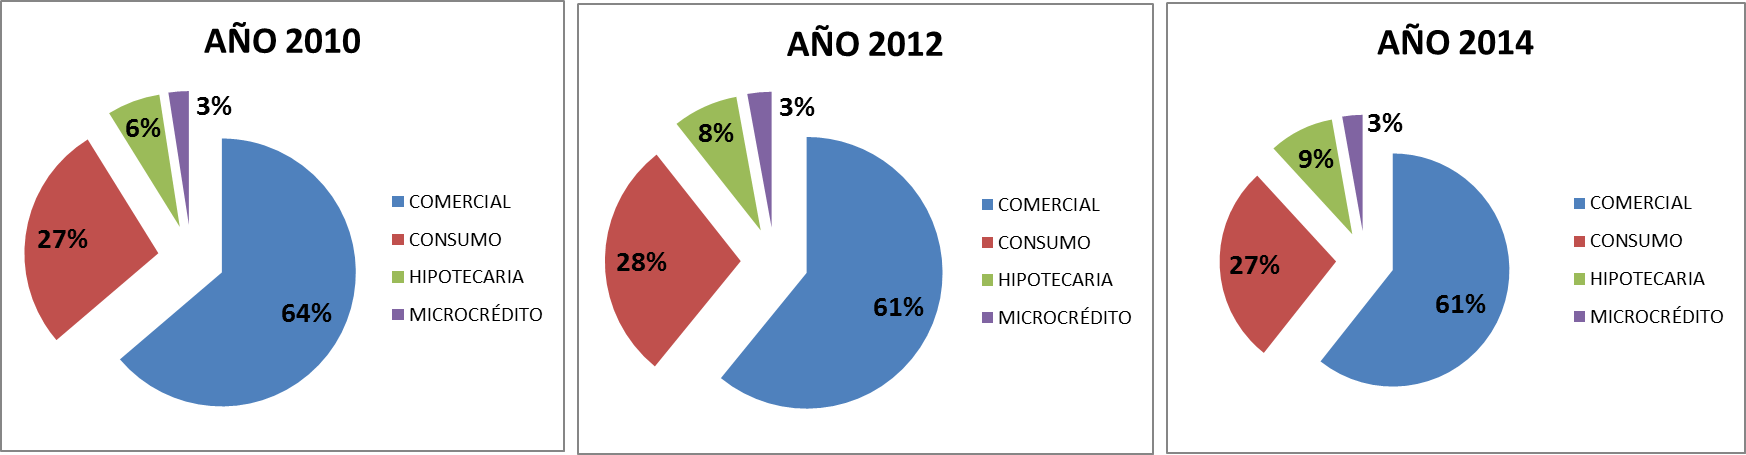 AÑO 2010
3%
6%
27%
64%
COMERCIAL
CONSUMO
HIPOTECARIA
MICROCRÉDITO
AÑO 2012
3%
8%
28%
61%
COMERCIAL
CONSUMO
HIPOTECARIA
MICROCRÉDITO
AÑO 2014
3%
9%
27%
61%
COMERCIAL
CONSUMO
HIPOTECARIA
MICROCRÉDITO